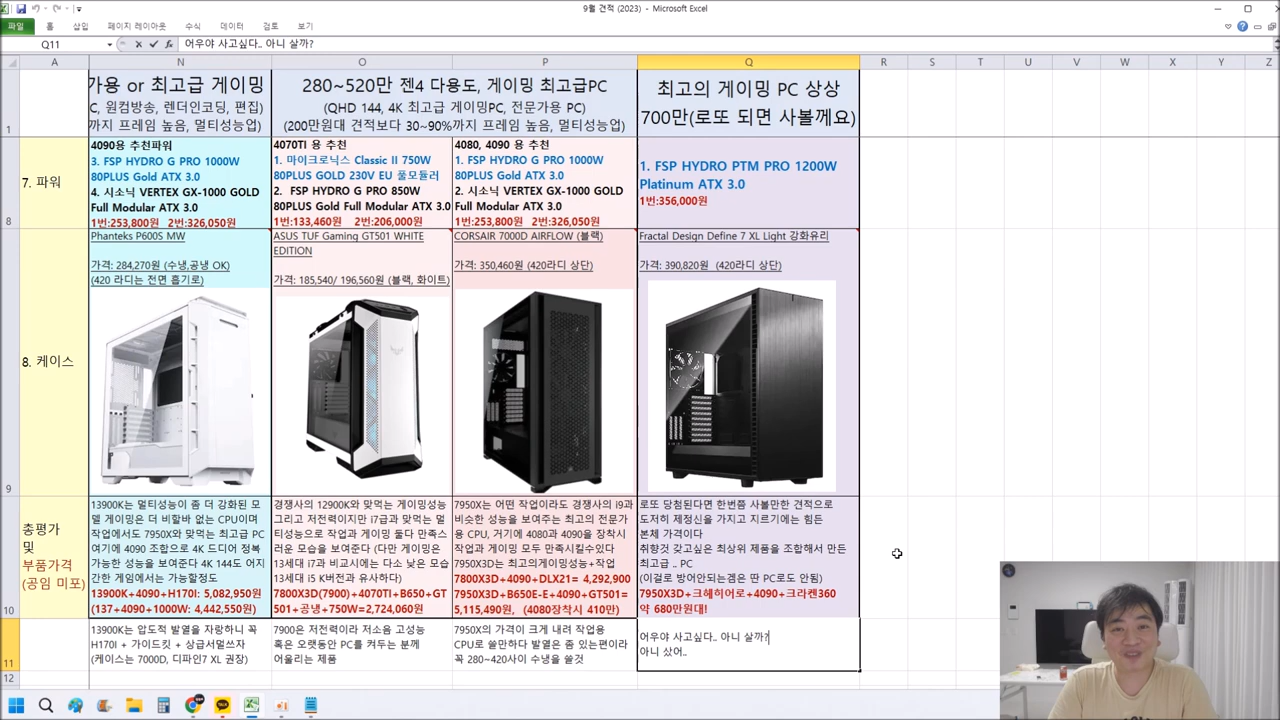 9월 견적 (2023) - Microsoft Excel
파일 홈 삽입 페이지 레이아웃 수식 데이터 검토 보기
Q11 fx 어우야 사고싶다.. 아니 살까?
A N O P Q R S T U V W X Y Z
1
가용 or 최고급 게이밍
C, 원컴방송, 렌더인코딩, 편집)
까지 프레임 높음, 멀티성능업)
280~520만 젠4 다용도, 게이밍 최고급PC
(QHD 144, 4K 최고급 게이밍PC, 전문가용 PC)
(200만원대 견적보다 30~90%까지 프레임 높음, 멀티성능업)
최고의 게이밍 PC 상상
700만(로또 되면 사볼께요)
8
7. 파워
4090용 추천파워
3. FSP HYDRO G PRO 1000W
80PLUS Gold ATX 3.0
4. 시소닉 VERTEX GX-1000 GOLD
Full Modular ATX 3.0
1번:253,800원 2번:326,050원
4070TI 용 추천
1. 마이크로닉스 Classic II 750W
80PLUS GOLD 230V EU 풀모듈러
2. FSP HYDRO G PRO 850W
80PLUS Gold Full Modular ATX 3.0
1번:133,460원 2번:206,000원
4080, 4090 용 추천
1. FSP HYDRO G PRO 1000W
80PLUS Gold ATX 3.0
2. 시소닉 VERTEX GX-1000 GOLD
Full Modular ATX 3.0
1번:253,800원 2번:326,050원
1. FSP HYDRO PTM PRO 1200W
Platinum ATX 3.0
1번:356,000원
9
8. 케이스
Phanteks P600S MW
가격: 284,270원 (수냉,공냉 OK)
(420 라디는 전면 흡기로)
ASUS TUF Gaming GT501 WHITE
EDITION
가격: 185,540/ 196,560원 (블랙, 화이트)
CORSAIR 7000D AIRFLOW (블랙)
가격: 350,460원 (420라디 상단)
Fractal Design Define 7 XL Light 강화유리
가격: 390,820원 (420라디 상단)
10
총평가
및
부품가격
(공임 미포)
13900K는 멀티성능이 좀 더 강화된 모
델 게이밍은 더 비할바 없는 CPU이며
작업에서도 7950X와 맞먹는 최고급 PC
여기에 4090 조합으로 4K 드디어 정복
가능한 성능을 보여준다 4K 144도 어지
간한 게임에서는 가능할정도
13900K+4090+H170I: 5,082,950원
(137+4090+1000W: 4,442,550원)
경쟁사의 12900K와 맞먹는 게이밍성능
그리고 저전력이지만 i7급과 맞먹는 멀
티성능으로 작업과 게이밍 둘다 만족스
러운 모습을 보여준다 (다만 게이밍은
13세대 i7과 비교시에는 다소 낮은 모습
13세대 i5 K버전과 유사하다)
7800X3D(7900)+4070TI+B650+GT
501+공냉+750W=2,724,060원
7950X는 어떤 작업이라도 경쟁사의 i9과
비슷한 성능을 보여주는 최고의 전문가
용 CPU, 거기에 4080과 4090을 장착시
작업과 게이밍 모두 만족시킬수있다
7950X3D는 최고의게이밍성능+작업
7800X3D+4090+DLX21= 4,292,900
7950X3D+B650E-E+4090+GT501=
5,115,490원, (4080장착시 410만)
로또 당첨된다면 한번쯤 사볼만한 견적으로
도저히 제정신을 가지고 지르기에는 힘든
본체 가격이다
취향것 갖고싶은 최상위 제품을 조합해서 만든
최고급 .. PC
(이걸로 방어안되는겜은 딴 PC로도 안됨)
7950X3D+크헤히어로+4090+크라켄360
약 680만원대!
11
13900K는 압도적 발열을 자랑하니 꼭
H170I + 가이드킷 + 상급서멀쓰자
(케이스는 7000D, 디파인7 XL 권장)
7900은 저전력이라 저소음 고성능
혹은 오랫동안 PC를 켜두는 분께
어울리는 제품
7950X의 가격이 크게 내려 작업용
CPU로 쓸만하다 발열은 좀 있는편이라
꼭 280~420사이 수냉을 쓸것
어우야 사고싶다.. 아니 살까?
아니 샀어..
12